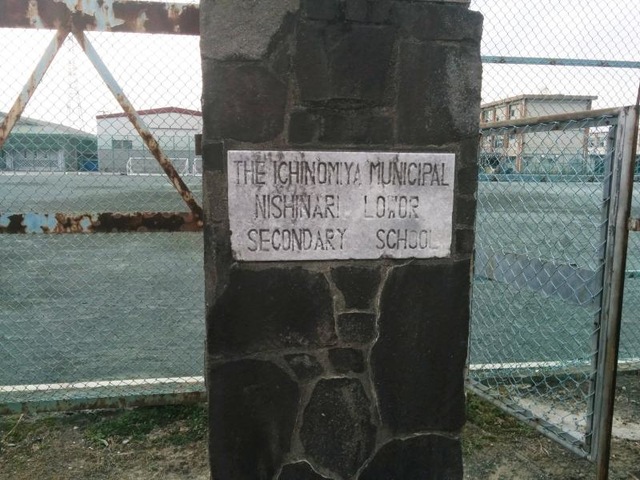 THE ICHINOMIYA MUNICIPAL
NISHINARI LOWOR
SECONDARY SCHOOL